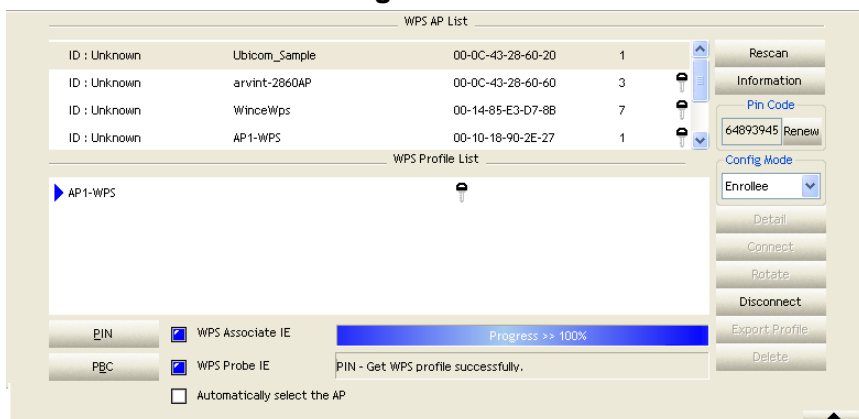 WPS AP List
ID : Unknown Ubicom_Sample 00-0C-43-28-60-20 1
ID : Unknown arvint-2860AP 00-0C-43-28-60-60 3
ID : Unknown WinceWps 00-14-85-E3-D7-8B 7
ID : Unknown AP1-WPS 00-10-18-90-2E-27 1
WPS Profile List
AP1-WPS
Rescan
Information
Pin Code
64893945 Renew
Config Mode
Enrollee
Detail
Connect
Rotate
Disconnect
Export Profile
Delete
PIN WPS Associate IE Progress >> 100%
PBC WPS Probe IE PIN - Get WPS profile successfully.
Automatically select the AP